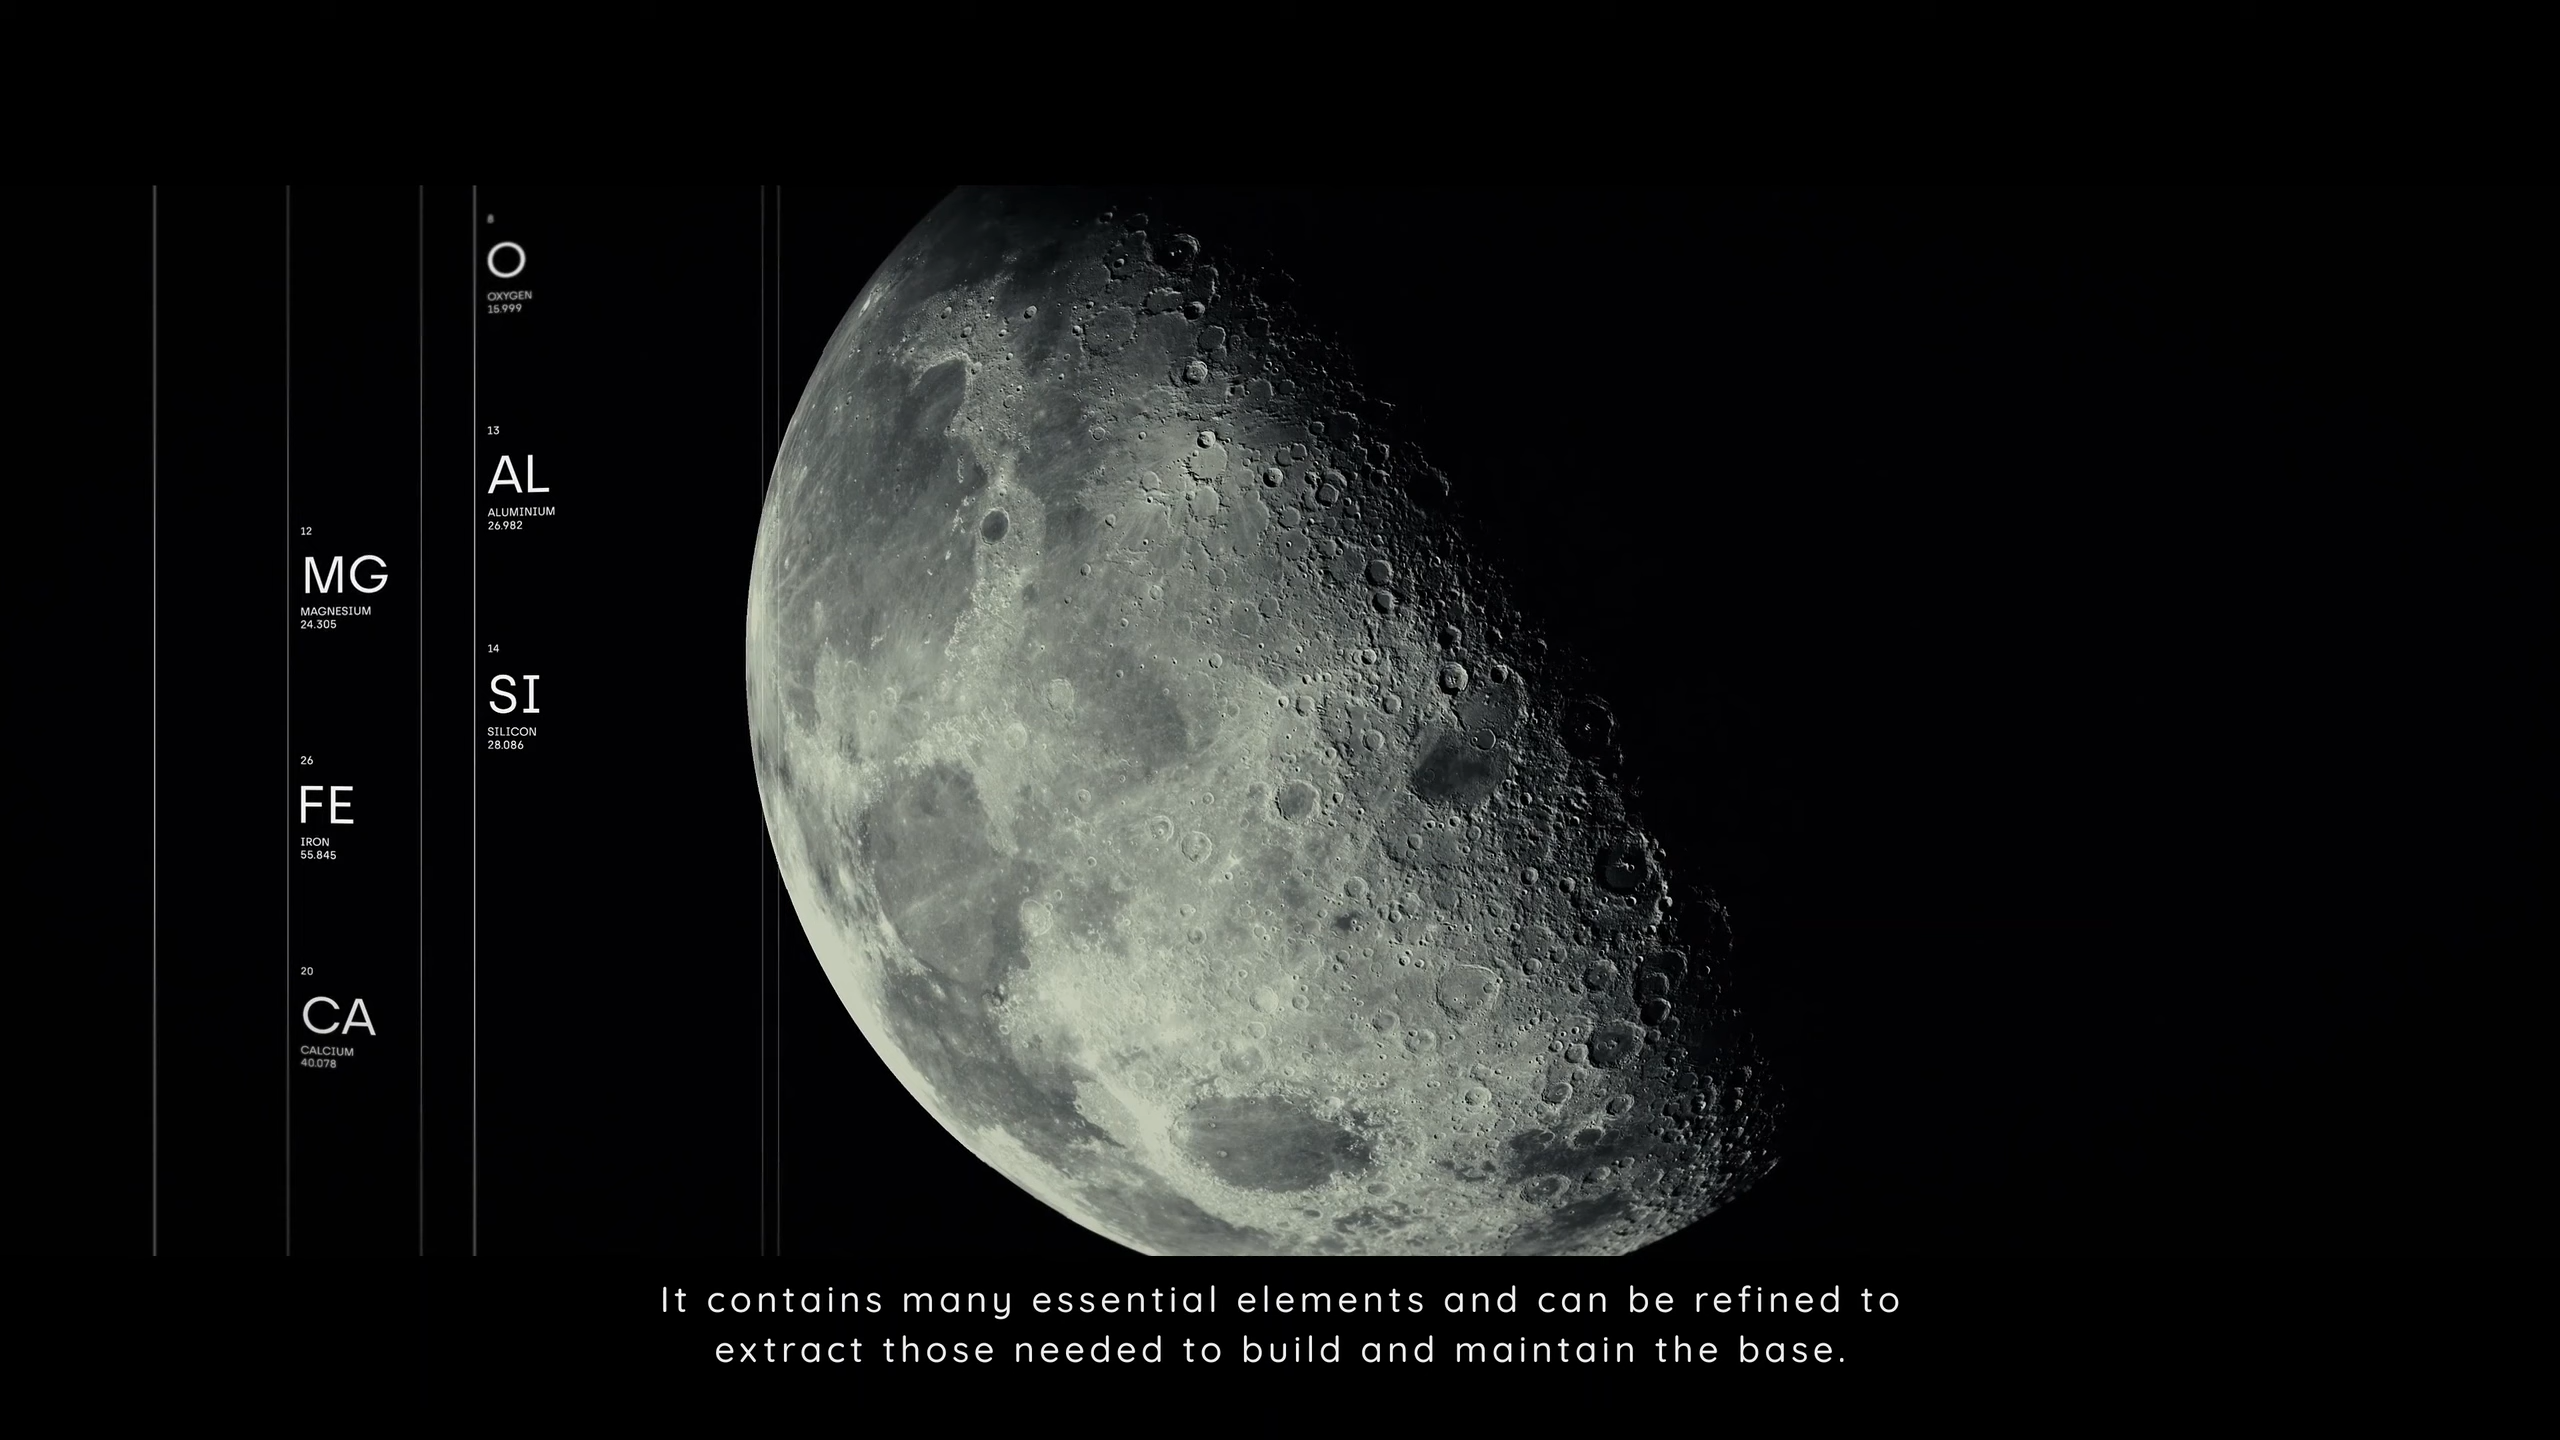 8
O
OXYGEN
15.999
13
AL
ALUMINIUM
26.982
12
MG
MAGNESIUM
24.305
14
SI
SILICON
28.086
26
FE
IRON
55.845
20
CA
CALCIUM
40.078
It contains many essential elements and can be refined to
extract those needed to build and maintain the base.